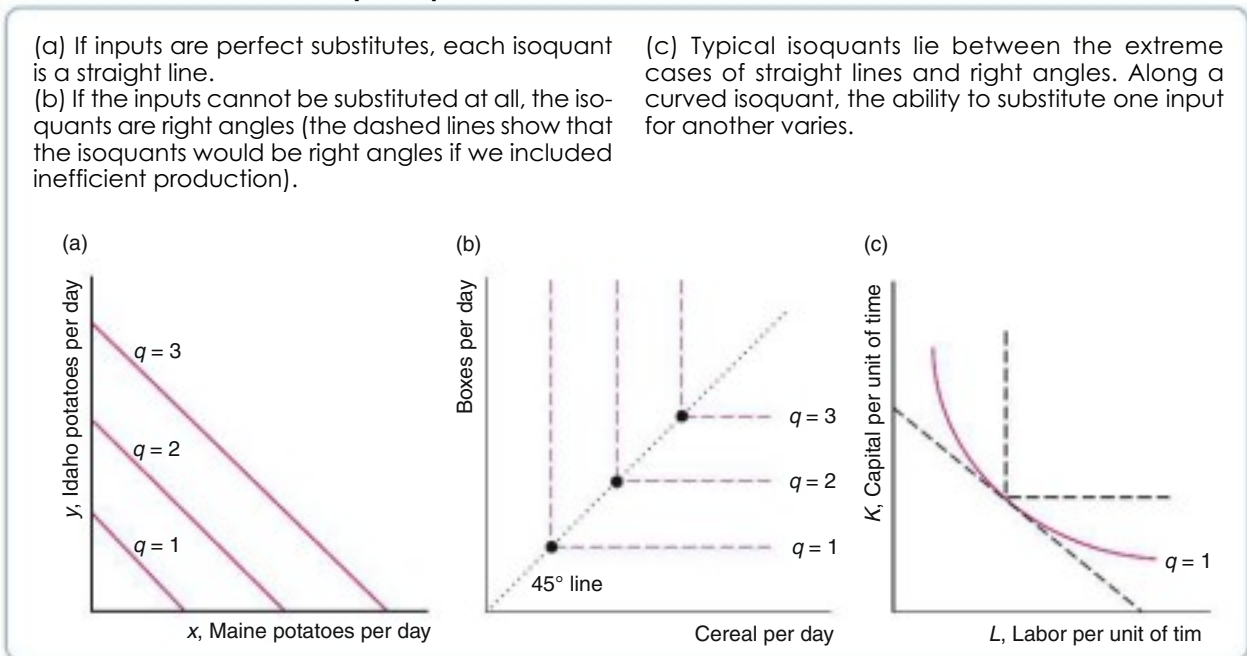 (a) If inputs are perfect substitutes, each isoquant
is a straight line.
(b) If the inputs cannot be substituted at all, the iso-
quants are right angles (the dashed lines show that
the isoquants would be right angles if we included
inefficient production).
(c) Typical isoquants lie between the extreme
cases of straight lines and right angles. Along a
curved isoquant, the ability to substitute one input
for another varies.
(a)
y, Idaho potatoes per day
q = 3
q = 2
q = 1
x, Maine potatoes per day
(b)
Boxes per day
q = 3
q = 2
q = 1
45° line
Cereal per day
(c)
K, Capital per unit of time
q = 1
L, Labor per unit of tim